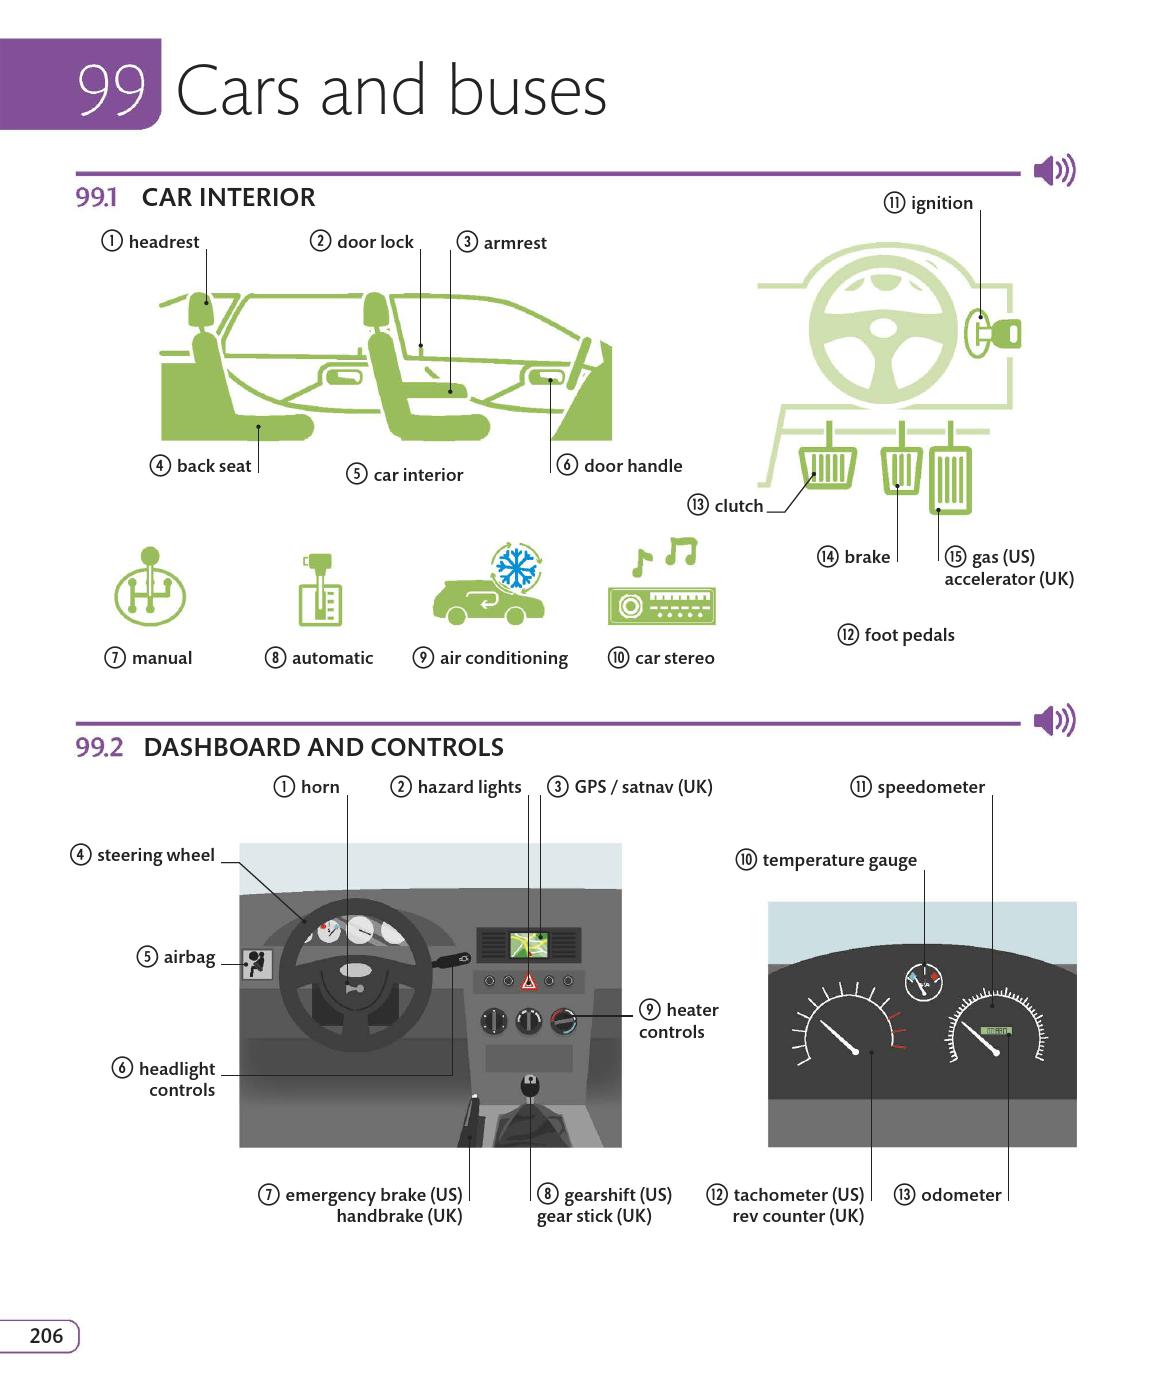 99 Cars and buses
99.1 CAR INTERIOR
① headrest
② door lock
③ armrest
④ back seat
⑤ car interior
⑥ door handle
⑦ manual
⑧ automatic
⑨ air conditioning
⑩ car stereo
⑪ ignition
⑬ clutch
⑭ brake
⑮ gas (US)
accelerator (UK)
⑫ foot pedals
99.2 DASHBOARD AND CONTROLS
① horn
② hazard lights
③ GPS / satnav (UK)
④ steering wheel
⑤ airbag
⑥ headlight
controls
⑦ emergency brake (US)
handbrake (UK)
⑧ gearshift (US)
gear stick (UK)
⑨ heater
controls
⑩ temperature gauge
⑪ speedometer
⑫ tachometer (US)
rev counter (UK)
⑬ odometer
206